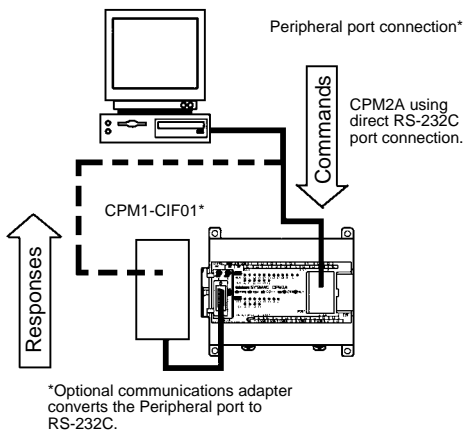 Peripheral port connection*
Commands
CPM2A using
direct RS-232C
port connection.
CPM1-CIF01*
Responses
*Optional communications adapter
converts the Peripheral port to
RS-232C.